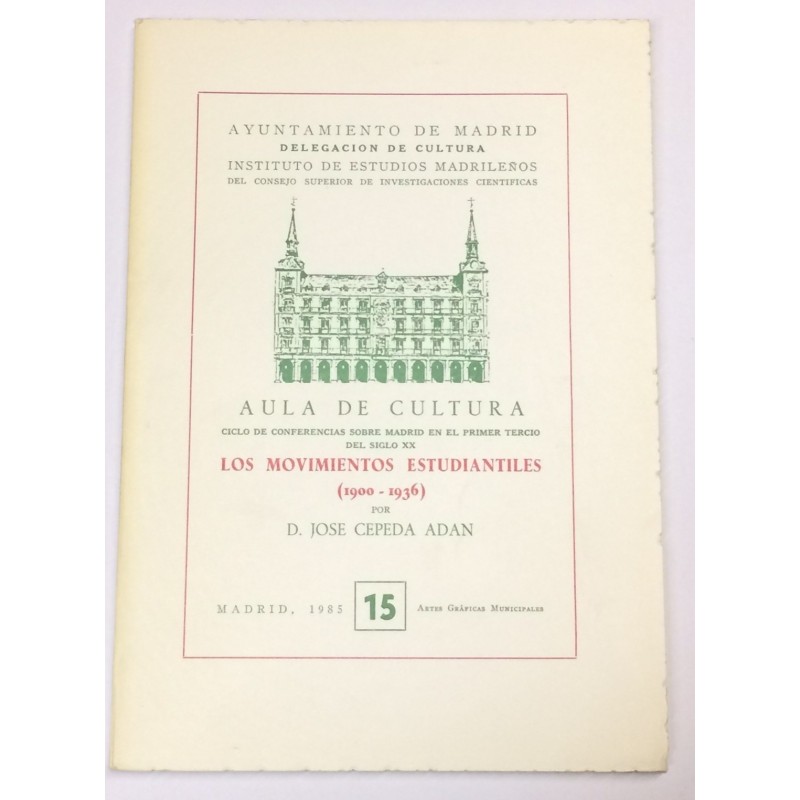 AYUNTAMIENTO DE MADRID
DELEGACION DE CULTURA
INSTITUTO DE ESTUDIOS MADRILEÑOS
DEL CONSEJO SUPERIOR DE INVESTIGACIONES CIENTIFICAS
AULA DE CULTURA
CICLO DE CONFERENCIAS SOBRE MADRID EN EL PRIMER TERCIO
DEL SIGLO XX
LOS MOVIMIENTOS ESTUDIANTILES
(1900 - 1936)
POR
D. JOSE CEPEDA ADAN
MADRID, 1985 15 ARTES GRÁFICAS MUNICIPALES